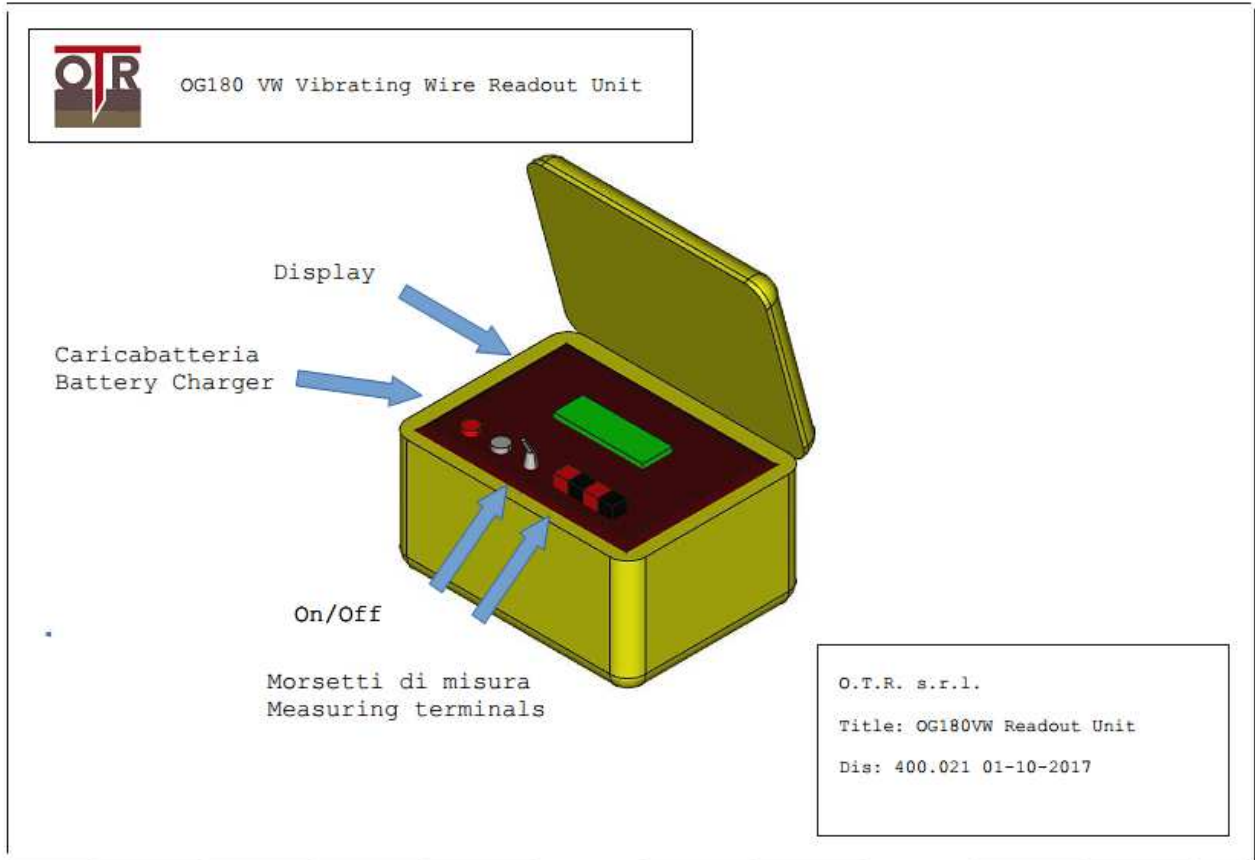 OTR
OG180 VW Vibrating Wire Readout Unit
Display
Caricabatteria
Battery Charger
On/Off
Morsetti di misura
Measuring terminals
O.T.R. s.r.l.
Title: OG180VW Readout Unit
Dis: 400.021 01-10-2017